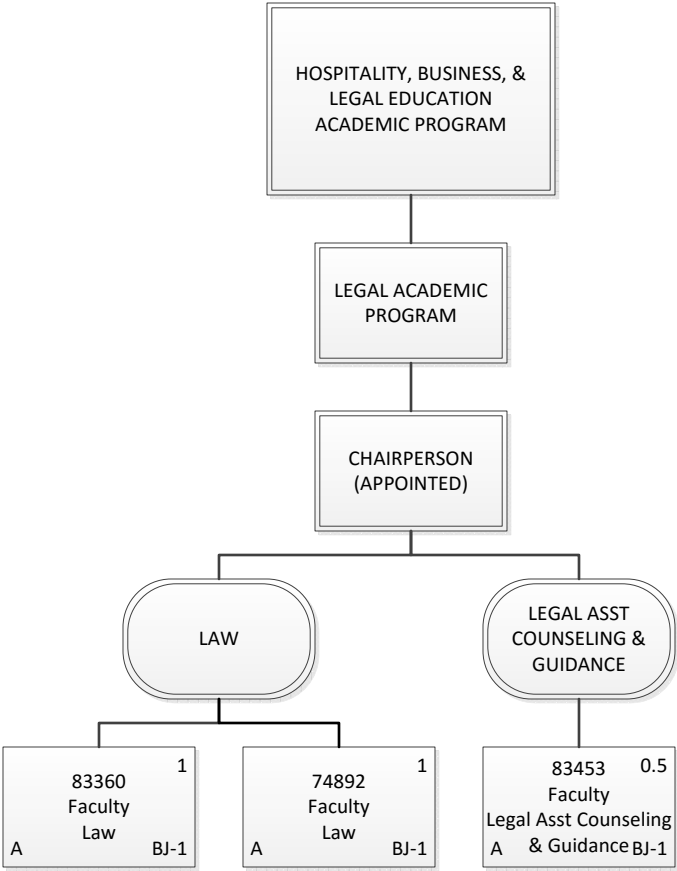 HOSPITALITY, BUSINESS, &
LEGAL EDUCATION
ACADEMIC PROGRAM
LEGAL ACADEMIC
PROGRAM
CHAIRPERSON
(APPOINTED)
LAW
LEGAL ASST
COUNSELING &
GUIDANCE
1
83360
Faculty
Law
A BJ-1
1
74892
Faculty
Law
A BJ-1
83453 0.5
Faculty
Legal Asst Counseling
A & Guidance BJ-1